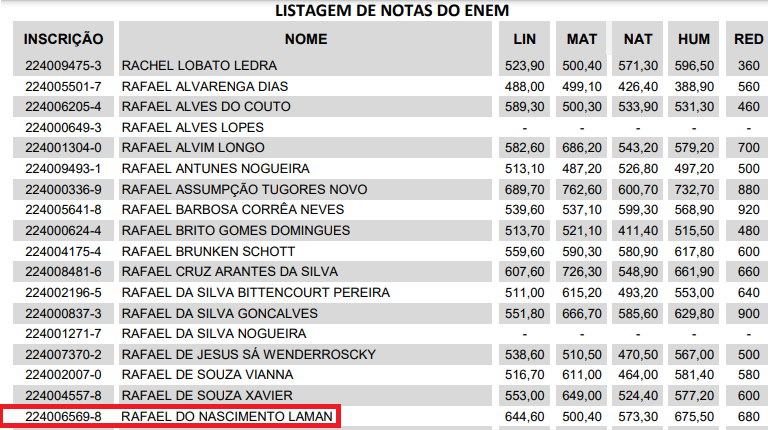 LISTAGEM DE NOTAS DO ENEM
INSCRIÇÃO NOME LIN MAT NAT HUM RED
224009475-3 RACHEL LOBATO LEDRA 523,90 500,40 571,30 596,50 360
224005501-7 RAFAEL ALVARENGA DIAS 488,00 499,10 426,40 388,90 560
224006205-4 RAFAEL ALVES DO COUTO 589,30 500,30 533,90 531,30 460
224000649-3 RAFAEL ALVES LOPES - - - - -
224001304-0 RAFAEL ALVIM LONGO 582,60 686,20 543,20 579,20 700
224009493-1 RAFAEL ANTUNES NOGUEIRA 513,10 487,20 526,80 497,20 500
224000336-9 RAFAEL ASSUMPÇÃO TUGORES NOVO 689,70 762,60 600,70 732,70 880
224005641-8 RAFAEL BARBOSA CORRÊA NEVES 539,60 537,10 599,30 568,90 920
224000624-4 RAFAEL BRITO GOMES DOMINGUES 513,70 521,10 411,40 515,50 480
224004175-4 RAFAEL BRUNKEN SCHOTT 559,60 590,30 580,90 617,80 600
224008481-6 RAFAEL CRUZ ARANTES DA SILVA 607,60 726,30 548,90 661,90 660
224002196-5 RAFAEL DA SILVA BITTENCOURT PEREIRA 511,00 615,20 493,20 553,00 640
224000837-3 RAFAEL DA SILVA GONCALVES 551,80 666,70 585,60 629,80 900
224001271-7 RAFAEL DA SILVA NOGUEIRA - - - - -
224007370-2 RAFAEL DE JESUS SÁ WENDERROSCKY 538,60 510,50 470,50 567,00 500
224002007-0 RAFAEL DE SOUZA VIANNA 516,70 611,00 464,00 581,40 580
224004557-8 RAFAEL DE SOUZA XAVIER 553,00 649,00 524,40 577,20 600
224006569-8 RAFAEL DO NASCIMENTO LAMAN 644,60 500,40 573,30 675,50 680